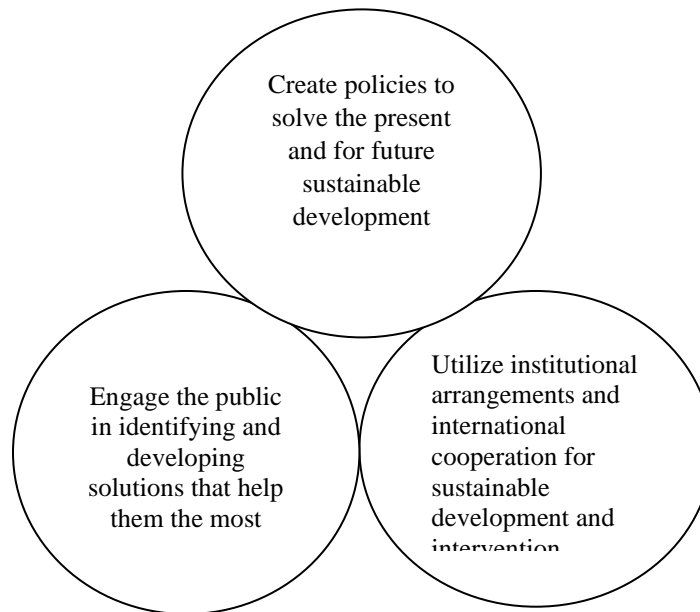 Create policies to
solve the present
and for future
sustainable
development
Engage the public
in identifying and
developing
solutions that help
them the most
Utilize institutional
arrangements and
international
cooperation for
sustainable
development and
intervention